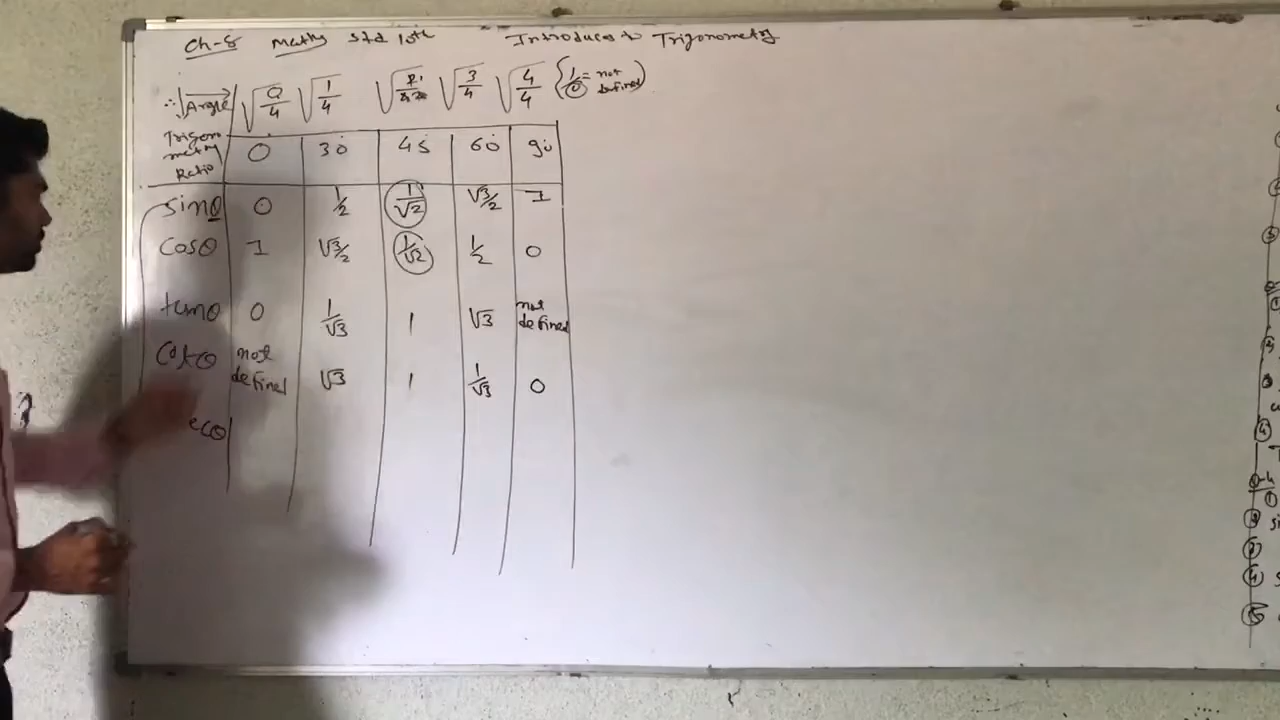 Ch-8 Maths Std 10th Introduces to Trigonometry
∴ Angle √0/4 √1/4 √2/4 √3/4 √4/4 (1/0 = not defined)
Trigonometry Ratio 0 30 45 60 90
sinθ 0 1/2 1/√2 √3/2 1
cosθ 1 √3/2 1/√2 1/2 0
tanθ 0 1/√3 1 √3 not defined
Cotθ not defined √3 1 1/√3 0
ecθ